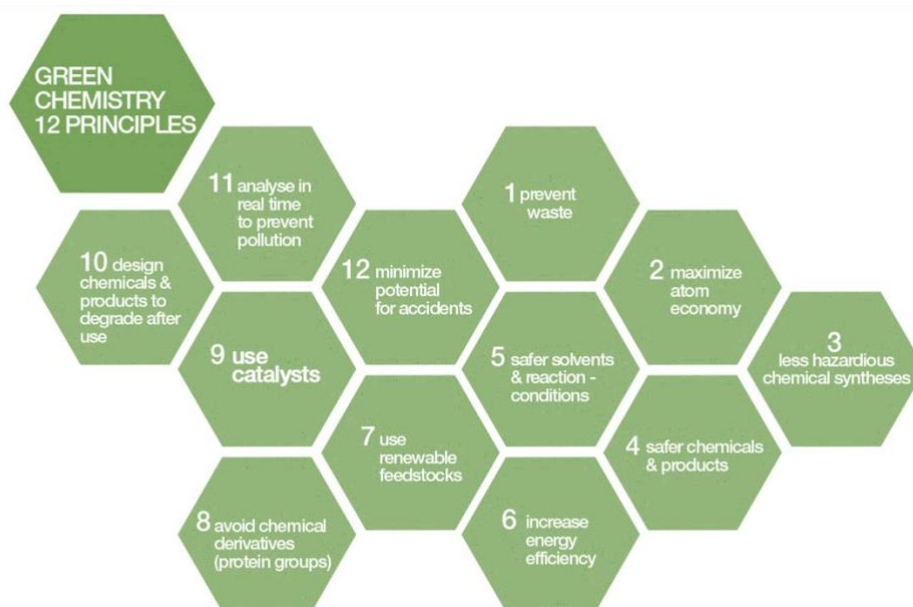 GREEN
CHEMISTRY
12 PRINCIPLES
11 analyse in
real time
to prevent
pollution
1 prevent
waste
10 design
chemicals &
products to
degrade after
use
12 minimize
potential
for accidents
2 maximize
atom
economy
9 use
catalysts
5 safer solvents
& reaction -
conditions
3
less hazardious
chemical syntheses
7 use
renewable
feedstocks
4 safer chemicals
& products
8 avoid chemical
derivatives
(protein groups)
6 increase
energy
efficiency